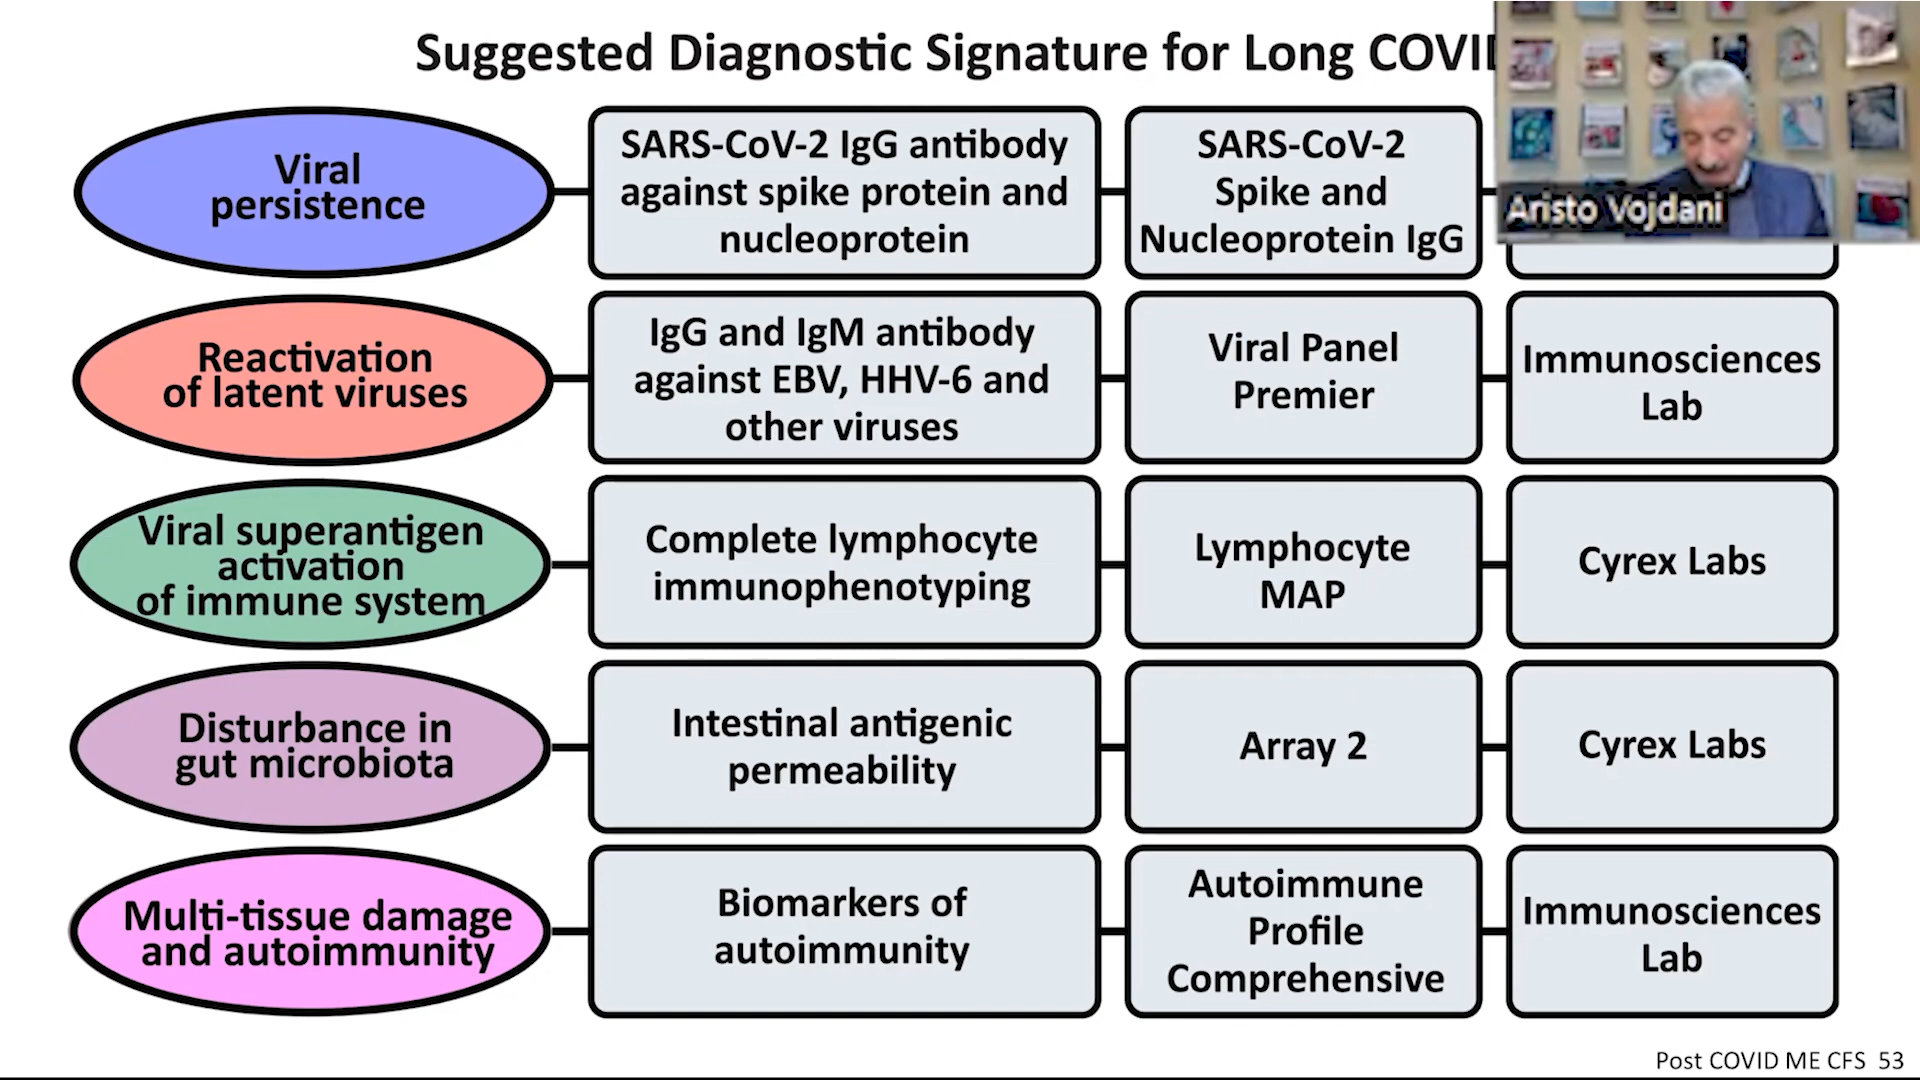 Suggested Diagnostic Signature for Long COVID
Aristo Vojdani
Viral
persistence
SARS-CoV-2 IgG antibody
against spike protein and
nucleoprotein
SARS-CoV-2
Spike and
Nucleoprotein IgG
Reactivation
of latent viruses
IgG and IgM antibody
against EBV, HHV-6 and
other viruses
Viral Panel
Premier
Immunosciences
Lab
Viral superantigen
activation
of immune system
Complete lymphocyte
immunophenotyping
Lymphocyte
MAP
Cyrex Labs
Disturbance in
gut microbiota
Intestinal antigenic
permeability
Array 2
Cyrex Labs
Multi-tissue damage
and autoimmunity
Biomarkers of
autoimmunity
Autoimmune
Profile
Comprehensive
Immunosciences
Lab
Post COVID ME CFS 53